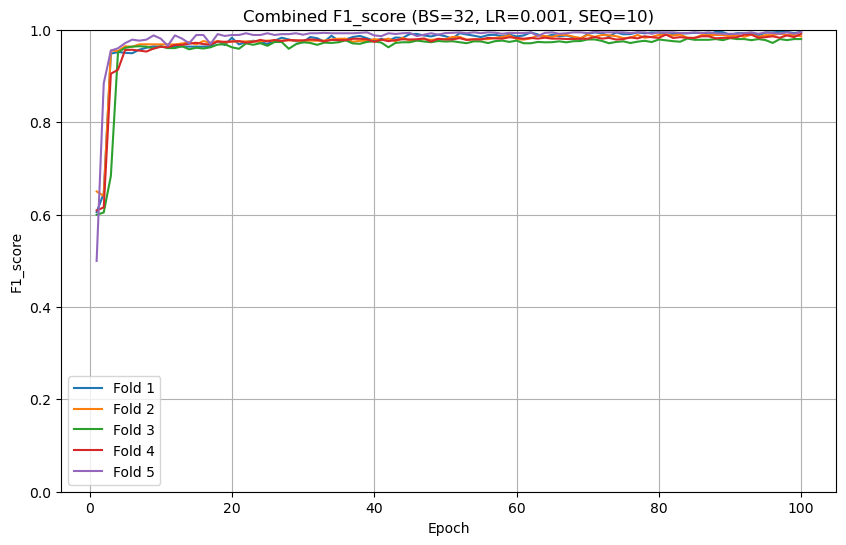 Combined F1_score (BS=32, LR=0.001, SEQ=10)
1.0
0.8
0.6
0.4
0.2
0.0
F1_score
Fold 1
Fold 2
Fold 3
Fold 4
Fold 5
0 20 40 60 80 100
Epoch